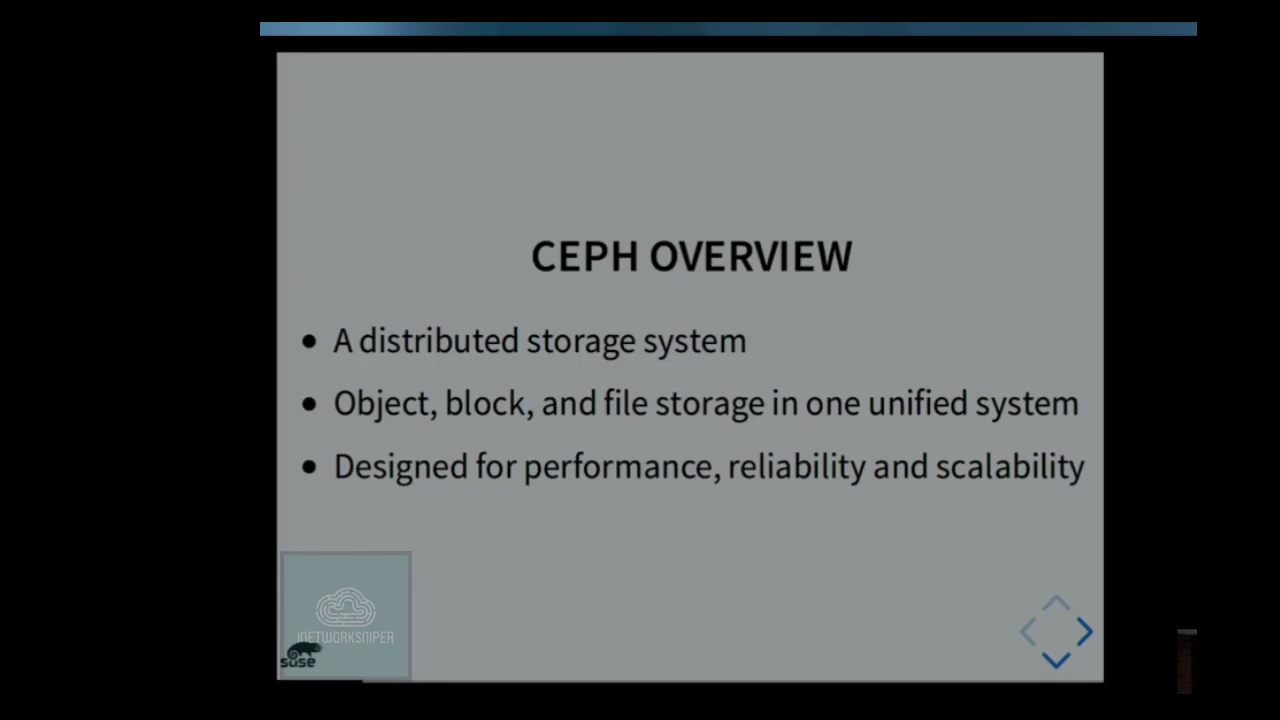 CEPH OVERVIEW
A distributed storage system
Object, block, and file storage in one unified system
Designed for performance, reliability and scalability
NETWORKSNIPER
suse